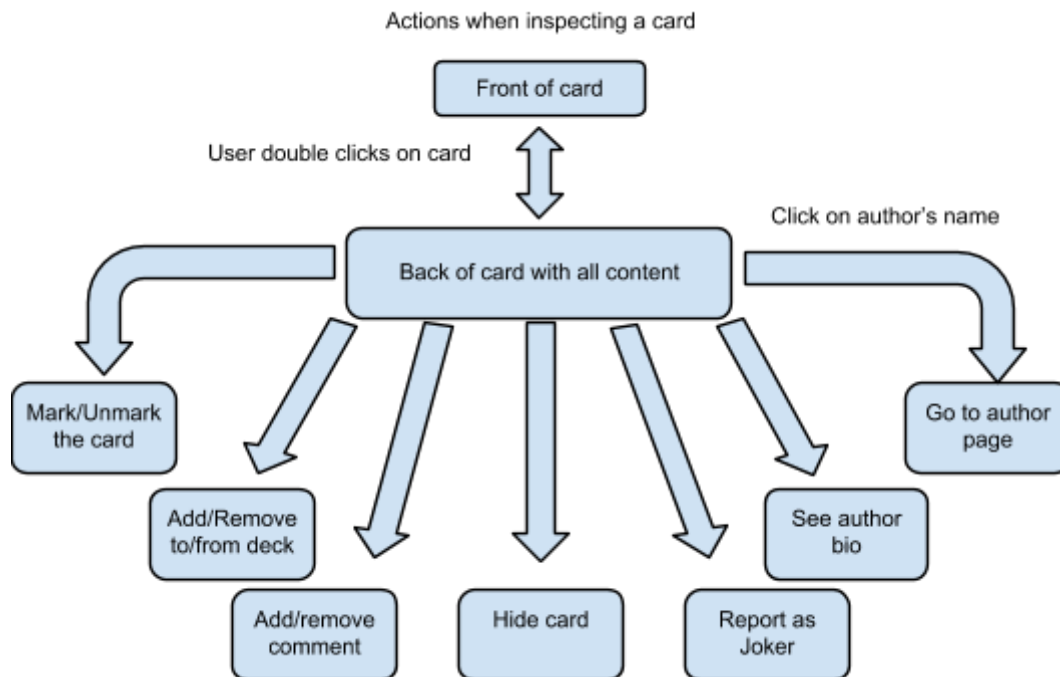 Actions when inspecting a card
Front of card
User double clicks on card
Click on author's name
Back of card with all content
Mark/Unmark
the card
Go to author
page
Add/Remove
to/from deck
See author
bio
Add/remove
comment
Hide card
Report as
Joker